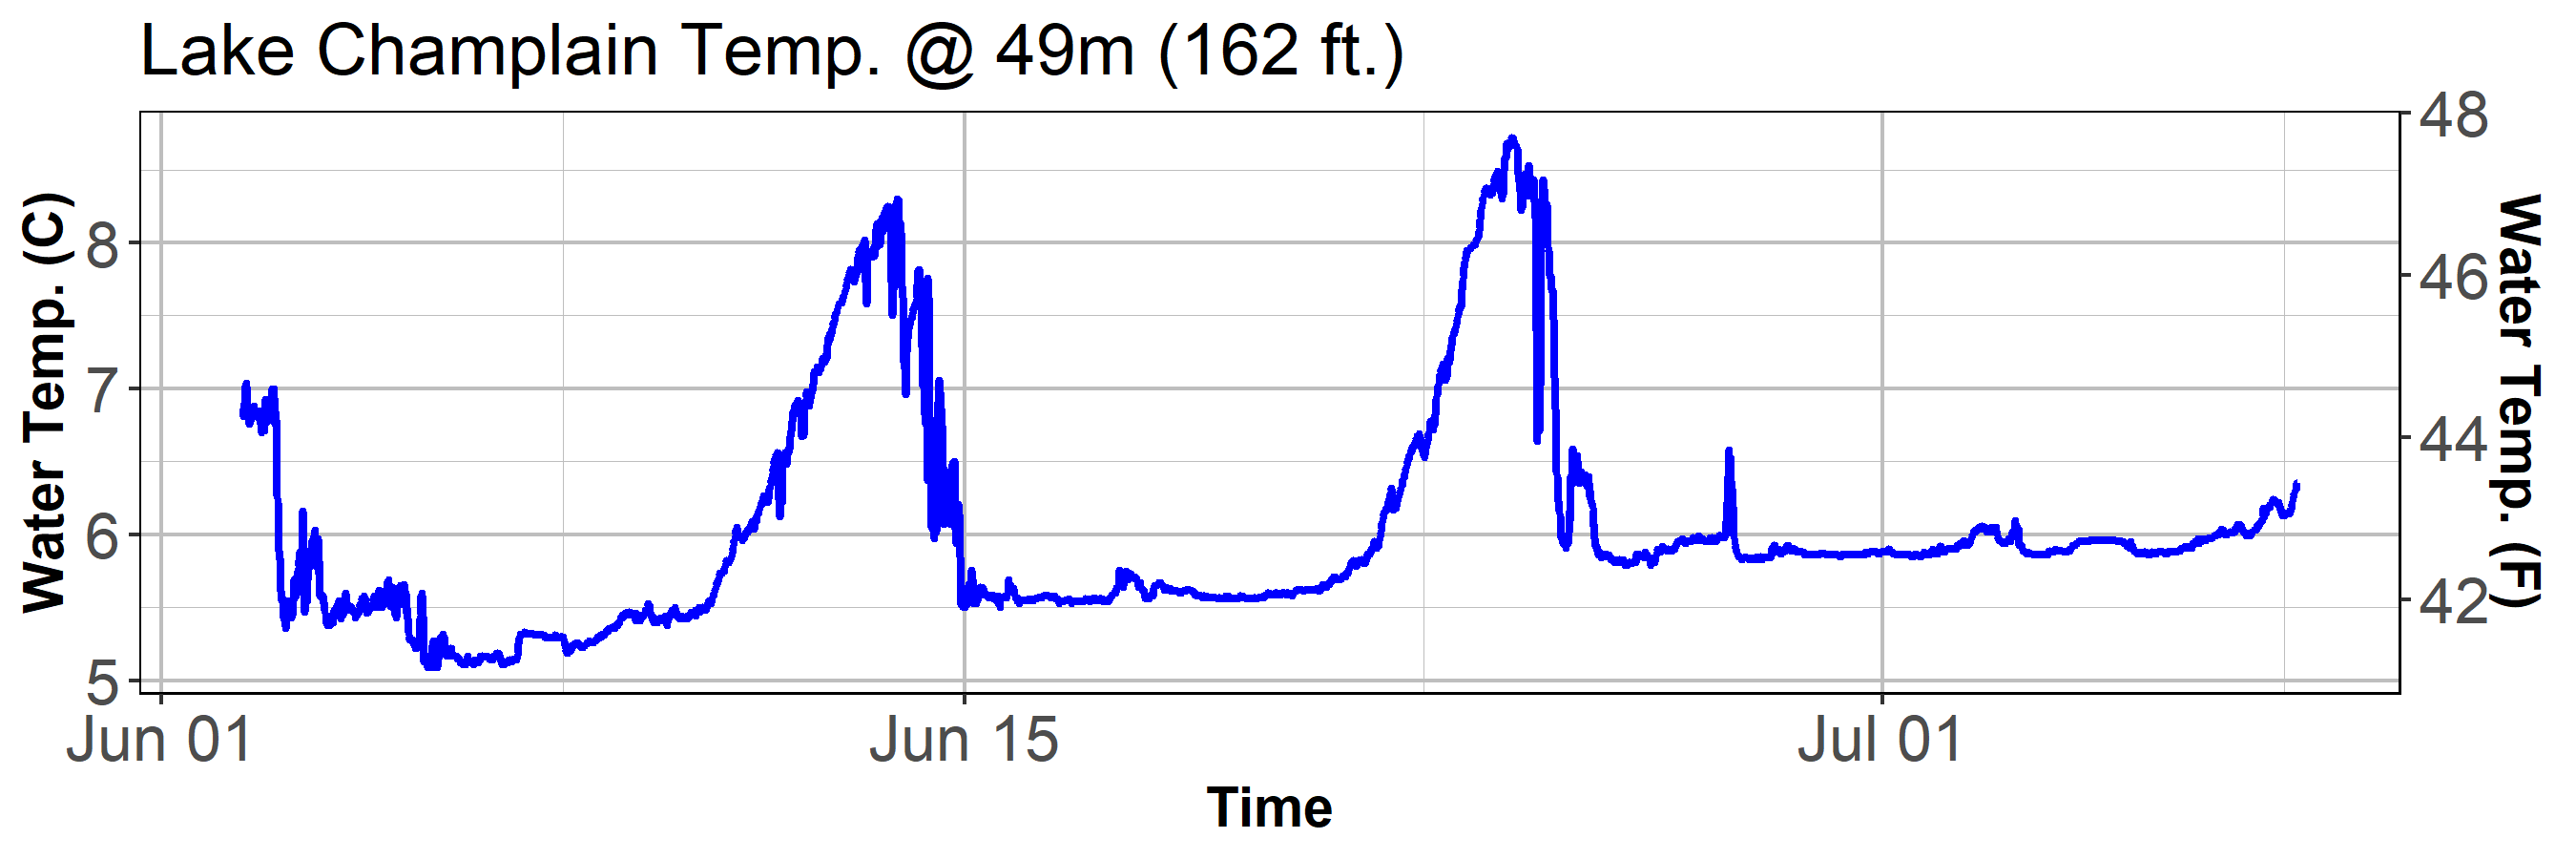 Lake Champlain Temp. @ 49m (162 ft.)
Water Temp. (C)
8
7
6
5
48
46
44
42
Water Temp. (F)
Jun 01
Jun 15
Jul 01
Time